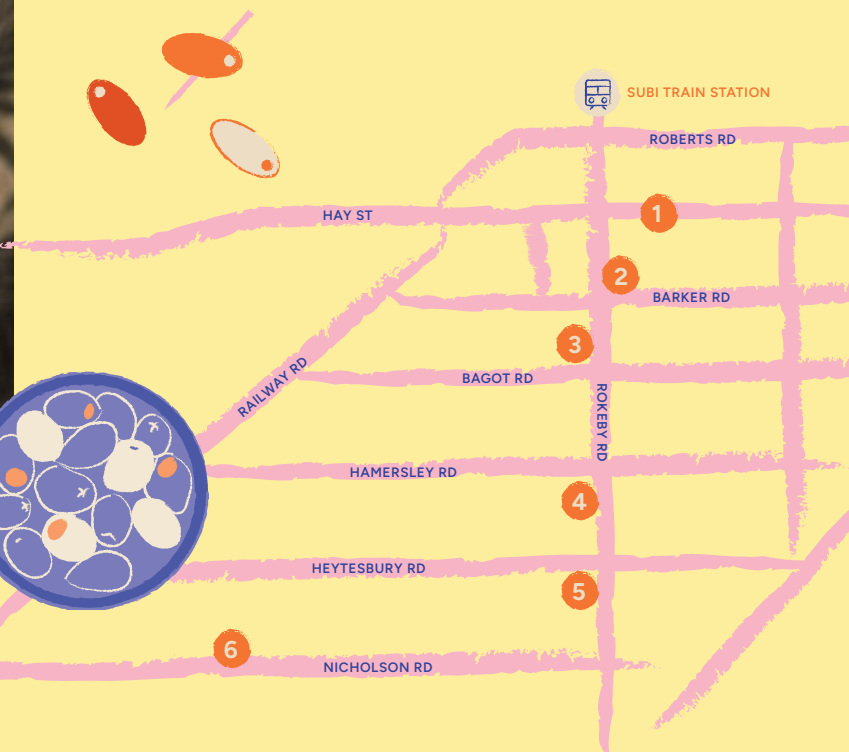 SUBI TRAIN STATION
ROBERTS RD
HAY ST
1
2
BARKER RD
3
RAILWAY RD
BAGOT RD
ROKEBY RD
HAMERSLEY RD
4
HEYTESBURY RD
5
6
NICHOLSON RD